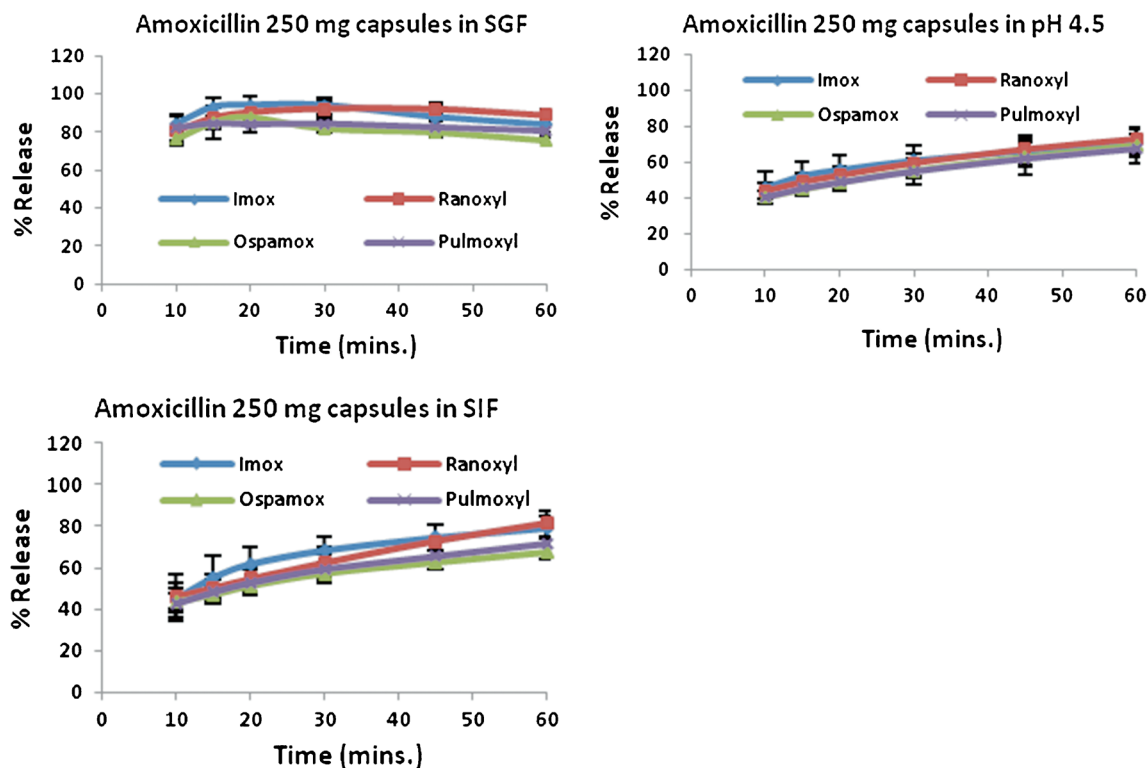 Amoxicillin 250 mg capsules in SGF
120
100
80
60
40
20
0
% Release
Imox Ranoxyl
Ospamox Pulmoxyl
0 10 20 30 40 50 60
Time (mins.)
Amoxicillin 250 mg capsules in pH 4.5
120
100
80
60
40
20
0
% Release
Imox Ranoxyl
Ospamox Pulmoxyl
0 10 20 30 40 50 60
Time (mins.)
Amoxicillin 250 mg capsules in SIF
120
100
80
60
40
20
0
% Release
Imox Ranoxyl
Ospamox Pulmoxyl
0 10 20 30 40 50 60
Time (mins.)